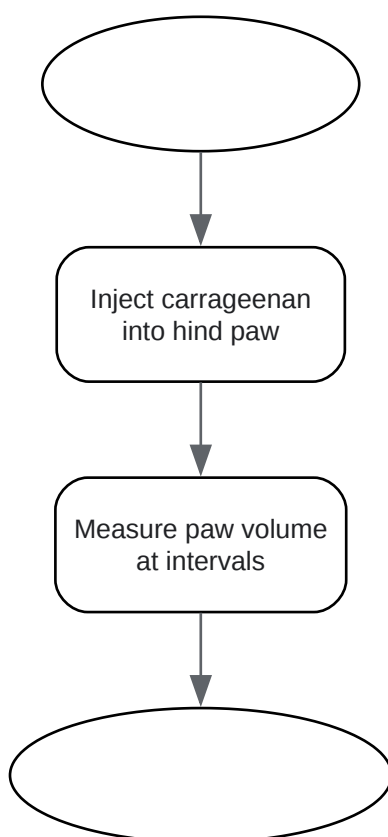 Inject carrageenan
into hind paw
Measure paw volume
at intervals